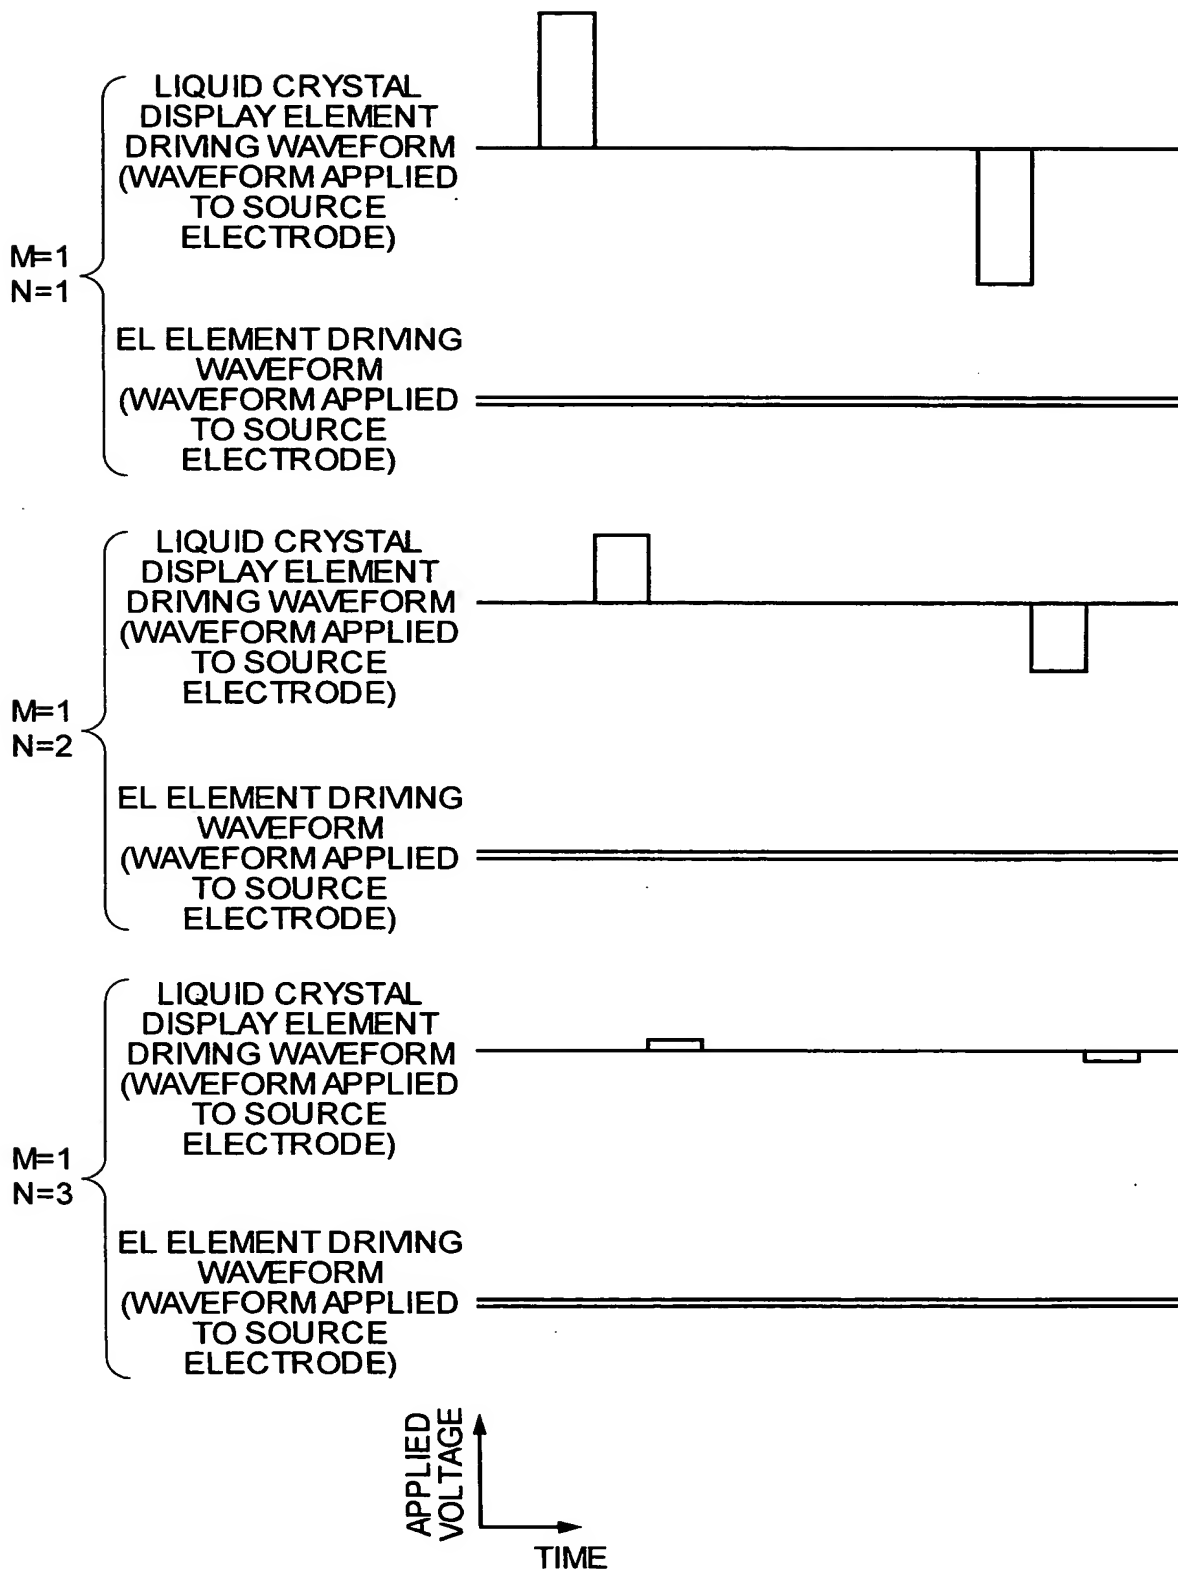 LIQUID CRYSTAL
DISPLAY ELEMENT
DRIVING WAVEFORM
(WAVEFORM APPLIED
TO SOURCE
ELECTRODE)
M=1
N=1
EL ELEMENT DRIVING
WAVEFORM
(WAVEFORM APPLIED
TO SOURCE
ELECTRODE)
LIQUID CRYSTAL
DISPLAY ELEMENT
DRIVING WAVEFORM
(WAVEFORM APPLIED
TO SOURCE
ELECTRODE)
M=1
N=2
EL ELEMENT DRIVING
WAVEFORM
(WAVEFORM APPLIED
TO SOURCE
ELECTRODE)
LIQUID CRYSTAL
DISPLAY ELEMENT
DRIVING WAVEFORM
(WAVEFORM APPLIED
TO SOURCE
ELECTRODE)
M=1
N=3
EL ELEMENT DRIVING
WAVEFORM
(WAVEFORM APPLIED
TO SOURCE
ELECTRODE)
APPLIED
VOLTAGE
TIME